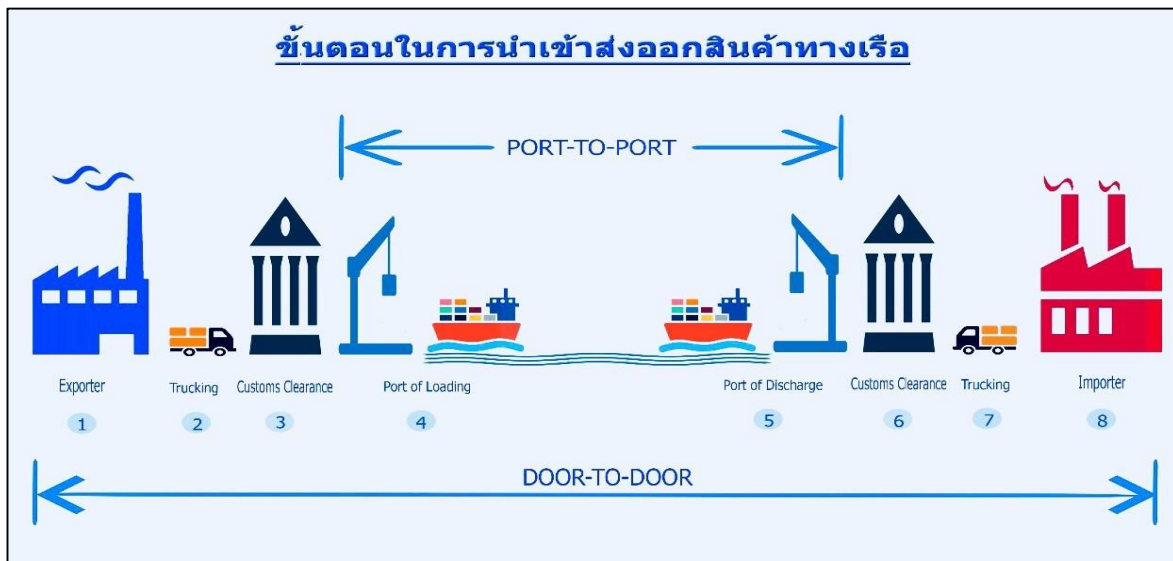 ขั้นตอนในการนำเข้าส่งออกสินค้าทางเรือ
PORT-TO-PORT
Exporter
Trucking
Customs Clearance
Port of Loading
Port of Discharge
Customs Clearance
Trucking
Importer
1
2
3
4
5
6
7
8
DOOR-TO-DOOR